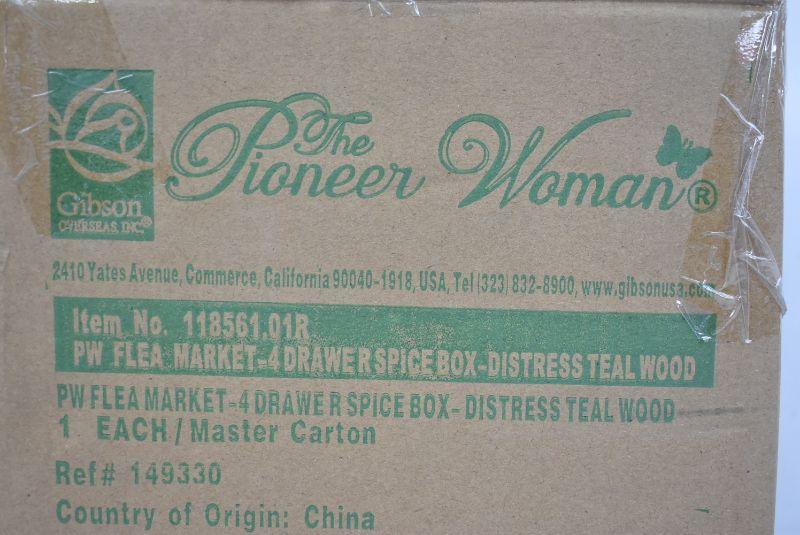 Gibson
OVERSEAS, INC.®
The
Pioneer Woman®
2410 Yates Avenue, Commerce, California 90040-1918, USA, Tel (323) 832-8900, www.gibsonusa.com
Item No. 118561.01R
PW FLEA MARKET-4 DRAWER SPICE BOX-DISTRESS TEAL WOOD
PW FLEA MARKET-4 DRAWER SPICE BOX- DISTRESS TEAL WOOD
1 EACH / Master Carton
Ref# 149330
Country of Origin: China